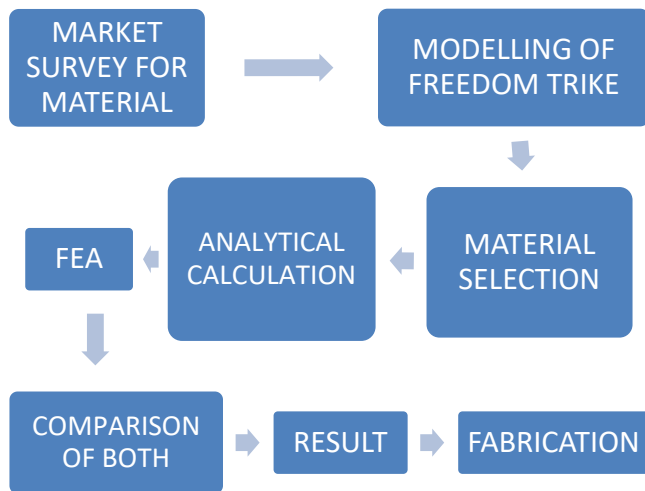 MARKET
SURVEY FOR
MATERIAL
MODELLING OF
FREEDOM TRIKE
MATERIAL
SELECTION
ANALYTICAL
CALCULATION
FEA
COMPARISON
OF BOTH
RESULT
FABRICATION